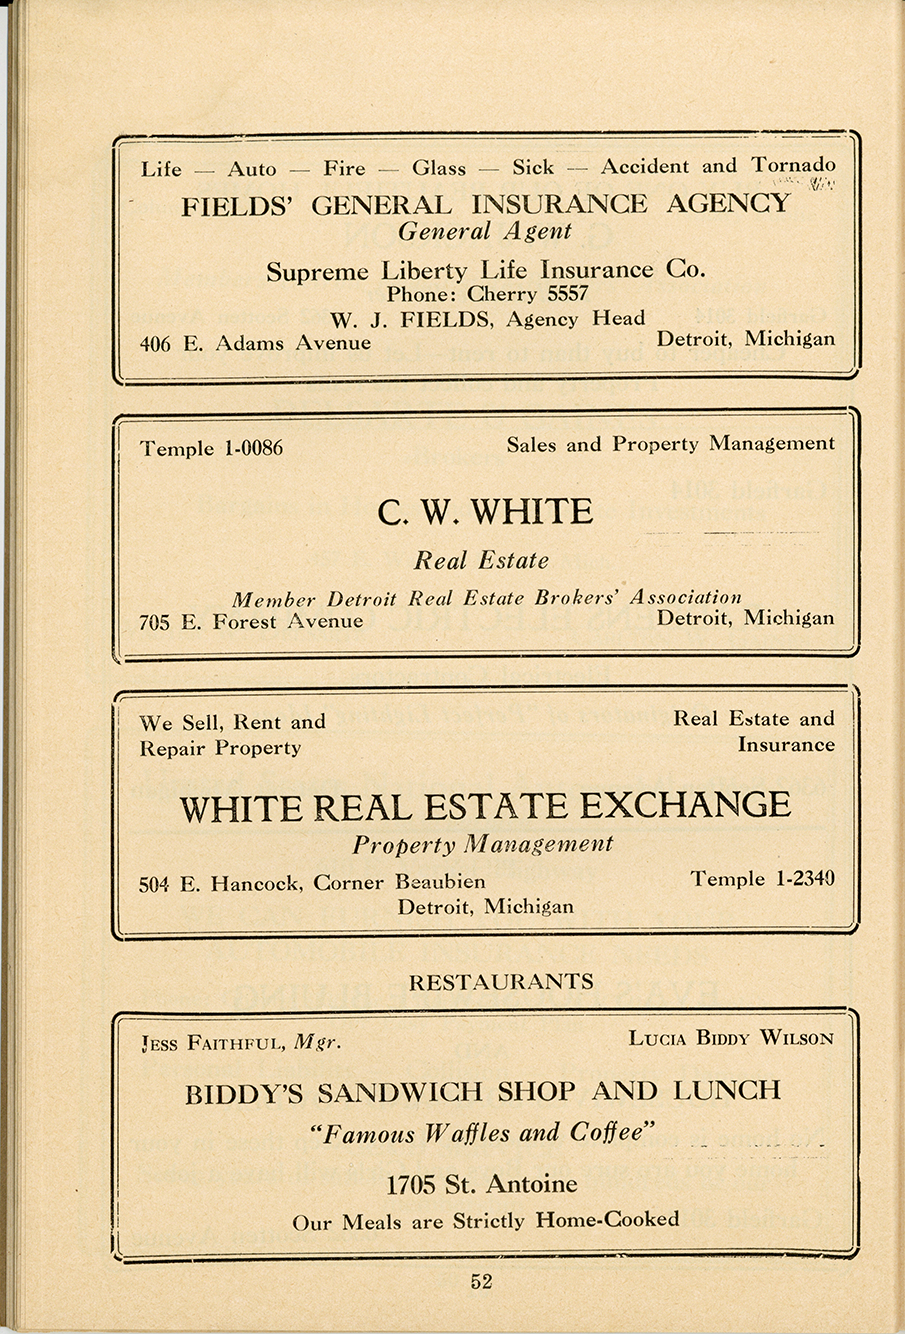 Life — Auto — Fire — Glass — Sick — Accident and Tornado
FIELDS' GENERAL INSURANCE AGENCY
General Agent
Supreme Liberty Life Insurance Co.
Phone: Cherry 5557
W. J. FIELDS, Agency Head
406 E. Adams Avenue Detroit, Michigan
Temple 1-0086 Sales and Property Management
C. W. WHITE
Real Estate
Member Detroit Real Estate Brokers' Association
705 E. Forest Avenue Detroit, Michigan
We Sell, Rent and Real Estate and
Repair Property Insurance
WHITE REAL ESTATE EXCHANGE
Property Management
504 E. Hancock, Corner Beaubien Temple 1-2340
Detroit, Michigan
RESTAURANTS
JESS FAITHFUL, Mgr. LUCIA BIDDY WILSON
BIDDY'S SANDWICH SHOP AND LUNCH
"Famous Waffles and Coffee"
1705 St. Antoine
Our Meals are Strictly Home-Cooked
52